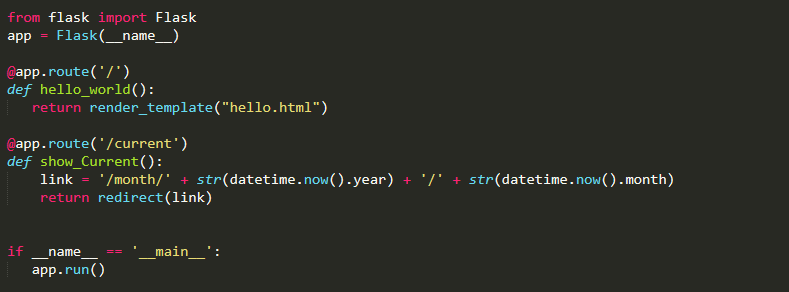 from flask import Flask
app = Flask(__name__)
@app.route('/')
def hello_world():
return render_template("hello.html")
@app.route('/current')
def show_Current():
link = '/month/' + str(datetime.now().year) + '/' + str(datetime.now().month)
return redirect(link)
if __name__ == '__main__':
app.run()